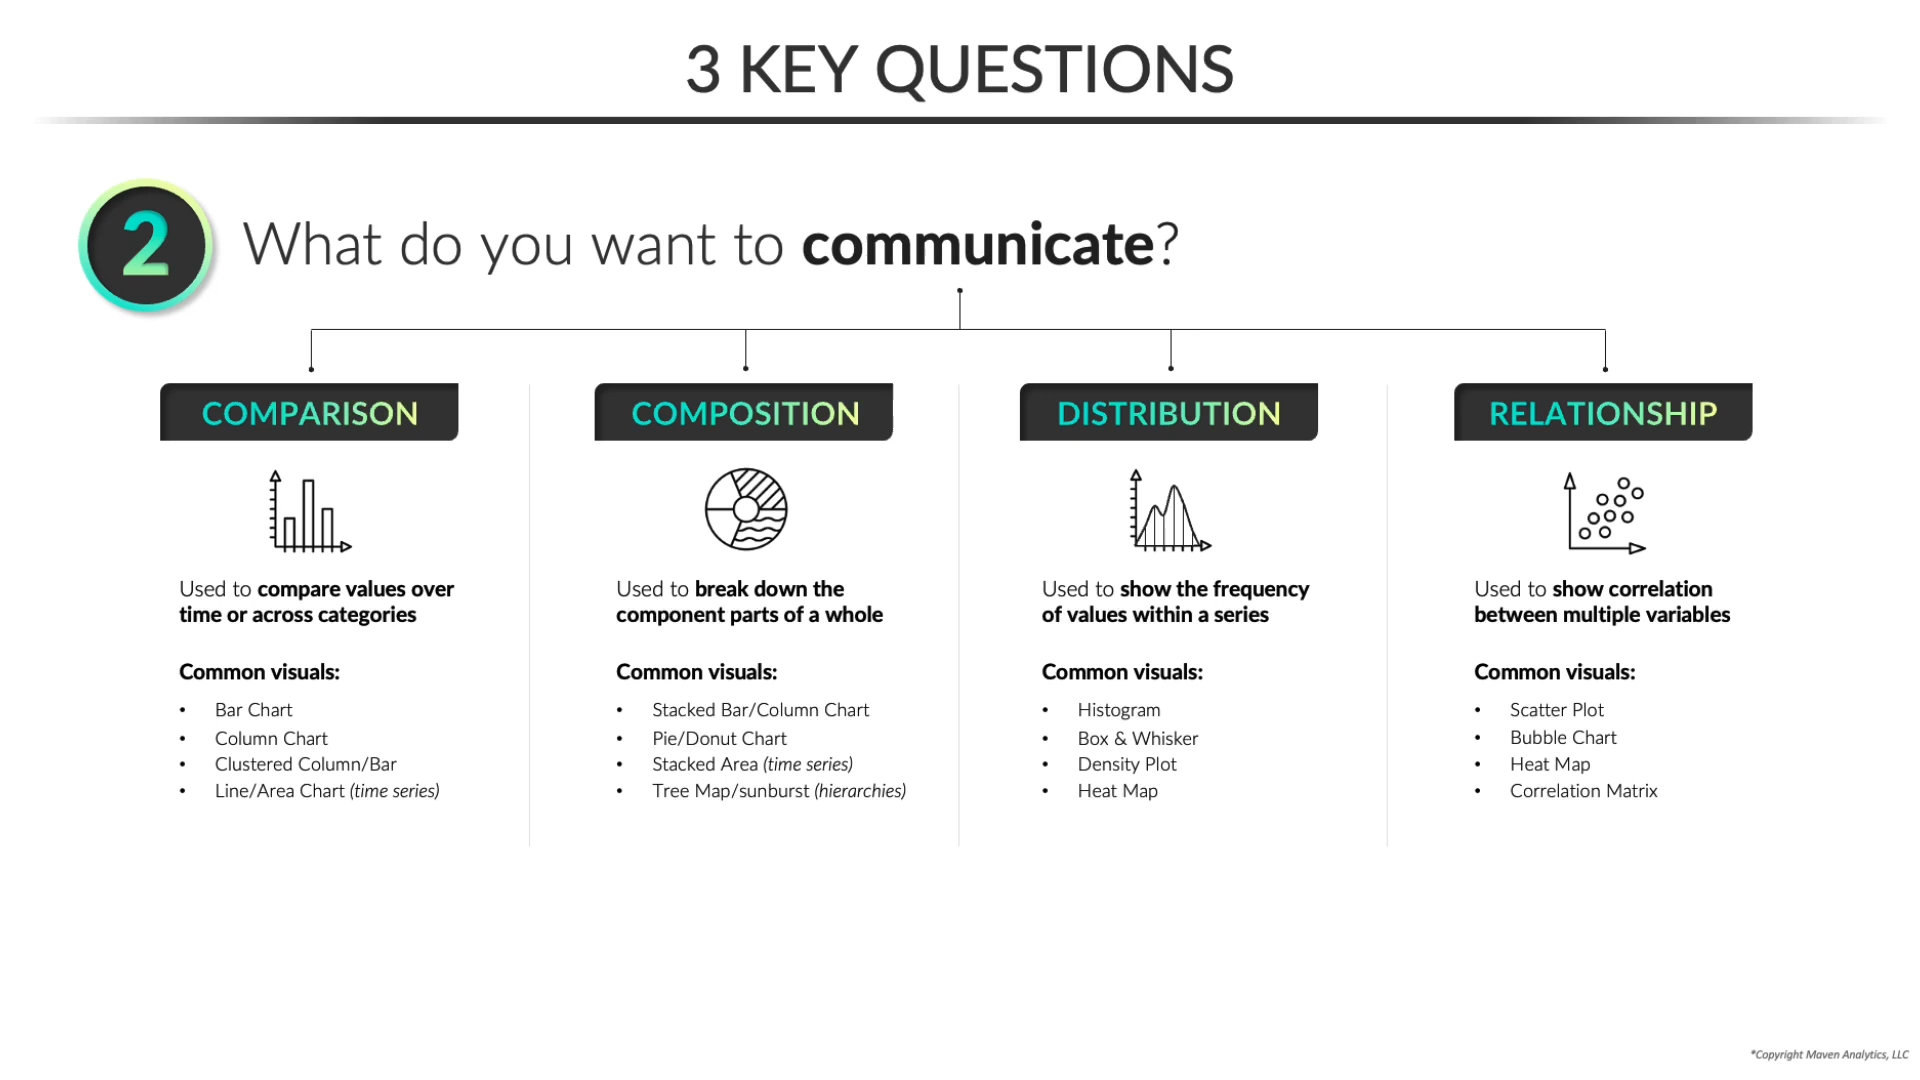 3 KEY QUESTIONS
2
What do you want to communicate?
COMPARISON
Used to compare values over
time or across categories
Common visuals:
• Bar Chart
• Column Chart
• Clustered Column/Bar
• Line/Area Chart (time series)
COMPOSITION
Used to break down the
component parts of a whole
Common visuals:
• Stacked Bar/Column Chart
• Pie/Donut Chart
• Stacked Area (time series)
• Tree Map/sunburst (hierarchies)
DISTRIBUTION
Used to show the frequency
of values within a series
Common visuals:
• Histogram
• Box & Whisker
• Density Plot
• Heat Map
RELATIONSHIP
Used to show correlation
between multiple variables
Common visuals:
• Scatter Plot
• Bubble Chart
• Heat Map
• Correlation Matrix
*Copyright Maven Analytics, LLC